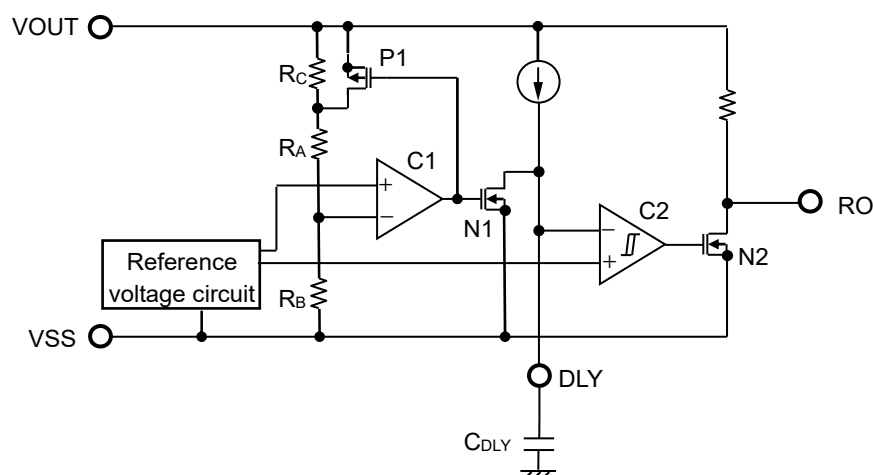 VOUT
P1
RC
RA
C1
+
−
N1
C2
−
+
RO
N2
Reference
voltage circuit
RB
VSS
DLY
CDLY